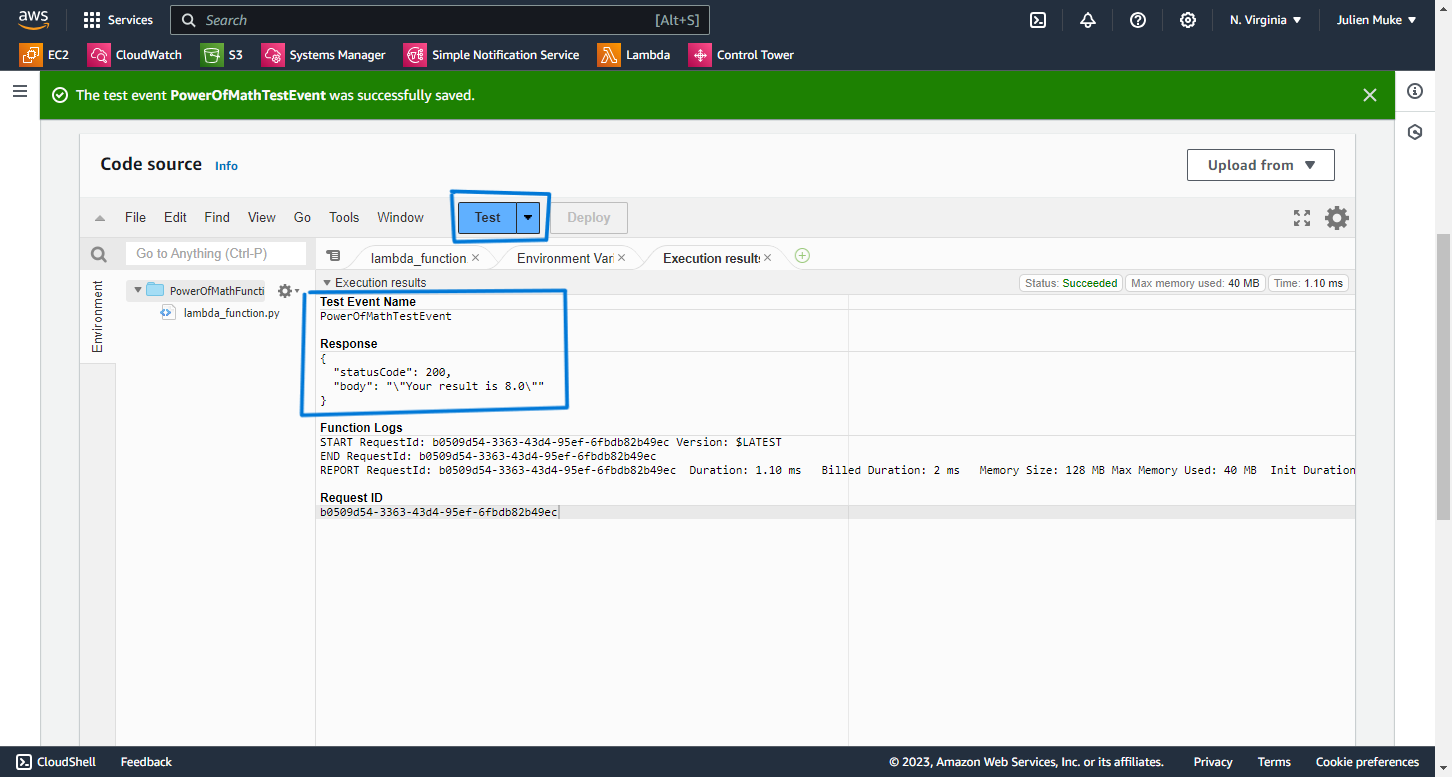 aws
Services
Search
[Alt+S]
N. Virginia
Julien Muke
EC2
CloudWatch
S3
Systems Manager
Simple Notification Service
Lambda
Control Tower
The test event PowerOfMathTestEvent was successfully saved.
Code source
Info
Upload from
File
Edit
Find
View
Go
Tools
Window
Test
Deploy
Go to Anything (Ctrl-P)
lambda_function
Environment Vari
Execution results
Environment
PowerOfMathFuncti
lambda_function.py
Execution results
Status: Succeeded
Max memory used: 40 MB
Time: 1.10 ms
Test Event Name
PowerOfMathTestEvent
Response
{
"statusCode": 200,
"body": "\"Your result is 8.0\""
}
Function Logs
START RequestId: b0509d54-3363-43d4-95ef-6fbdb82b49ec Version: $LATEST
END RequestId: b0509d54-3363-43d4-95ef-6fbdb82b49ec
REPORT RequestId: b0509d54-3363-43d4-95ef-6fbdb82b49ec Duration: 1.10 ms Billed Duration: 2 ms Memory Size: 128 MB Max Memory Used: 40 MB Init Duration
Request ID
b0509d54-3363-43d4-95ef-6fbdb82b49ec
CloudShell
Feedback
© 2023, Amazon Web Services, Inc. or its affiliates.
Privacy
Terms
Cookie preferences